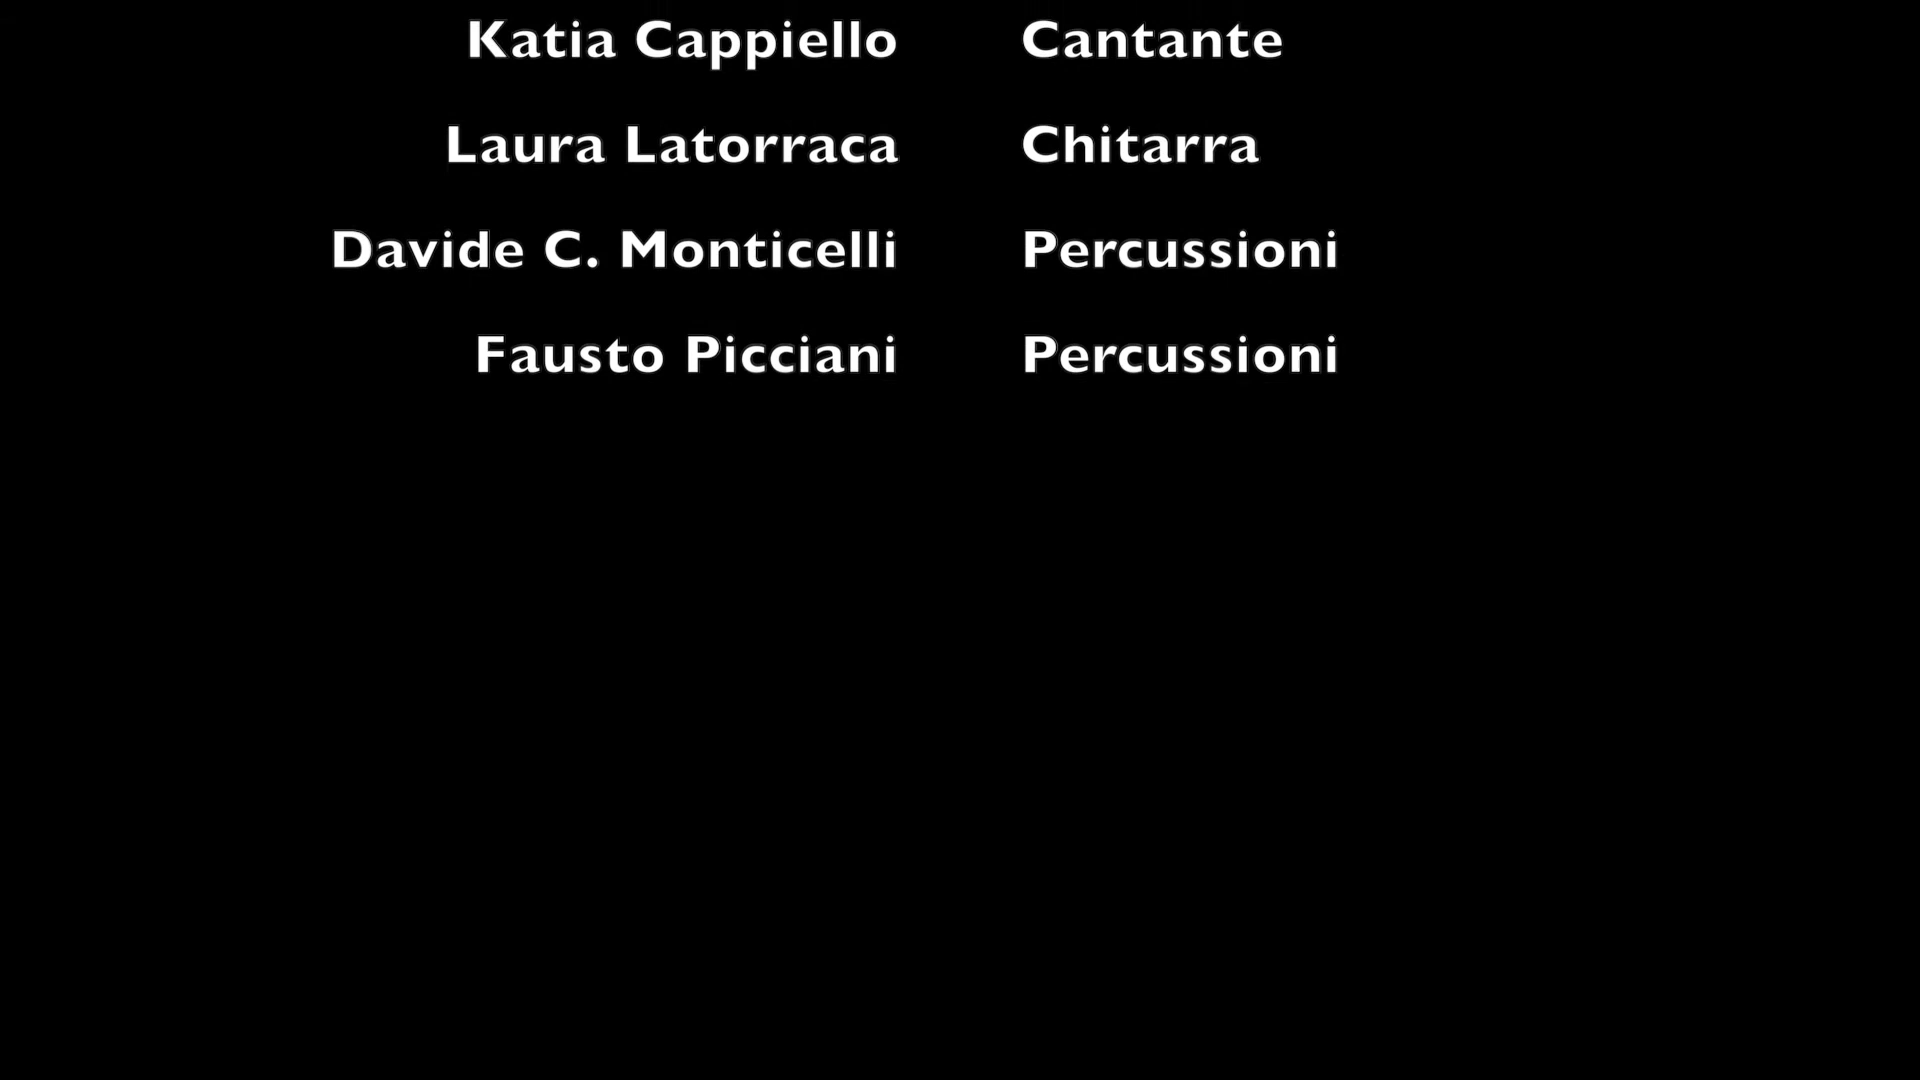 Katia Cappiello Cantante
Laura Latorraca Chitarra
Davide C. Monticelli Percussioni
Fausto Picciani Percussioni